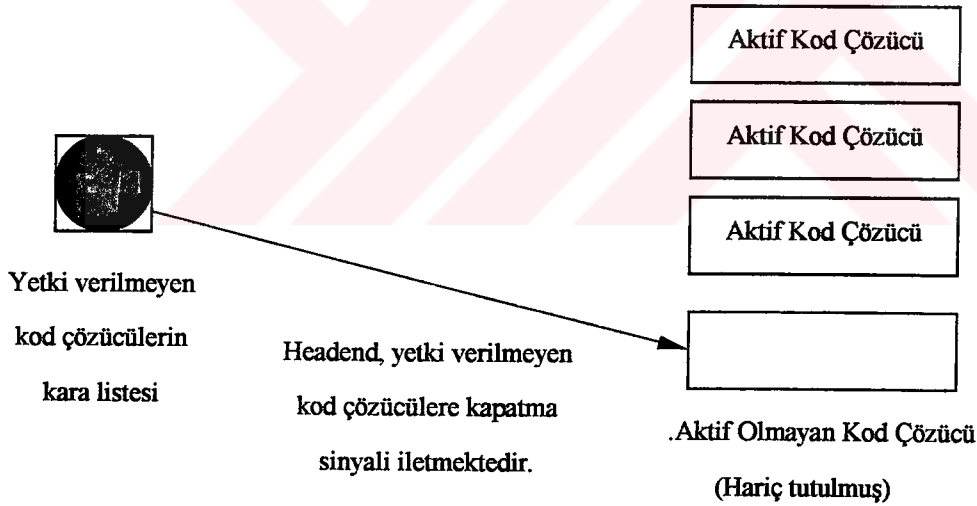 Aktif Kod Çözücü
Aktif Kod Çözücü
Aktif Kod Çözücü
Yetki verilmeyen
kod çözücülerin
kara listesi
Headend, yetki verilmeyen
kod çözücülere kapatma
sinyali iletmektedir.
.Aktif Olmayan Kod Çözücü
(Hariç tutulmuş)